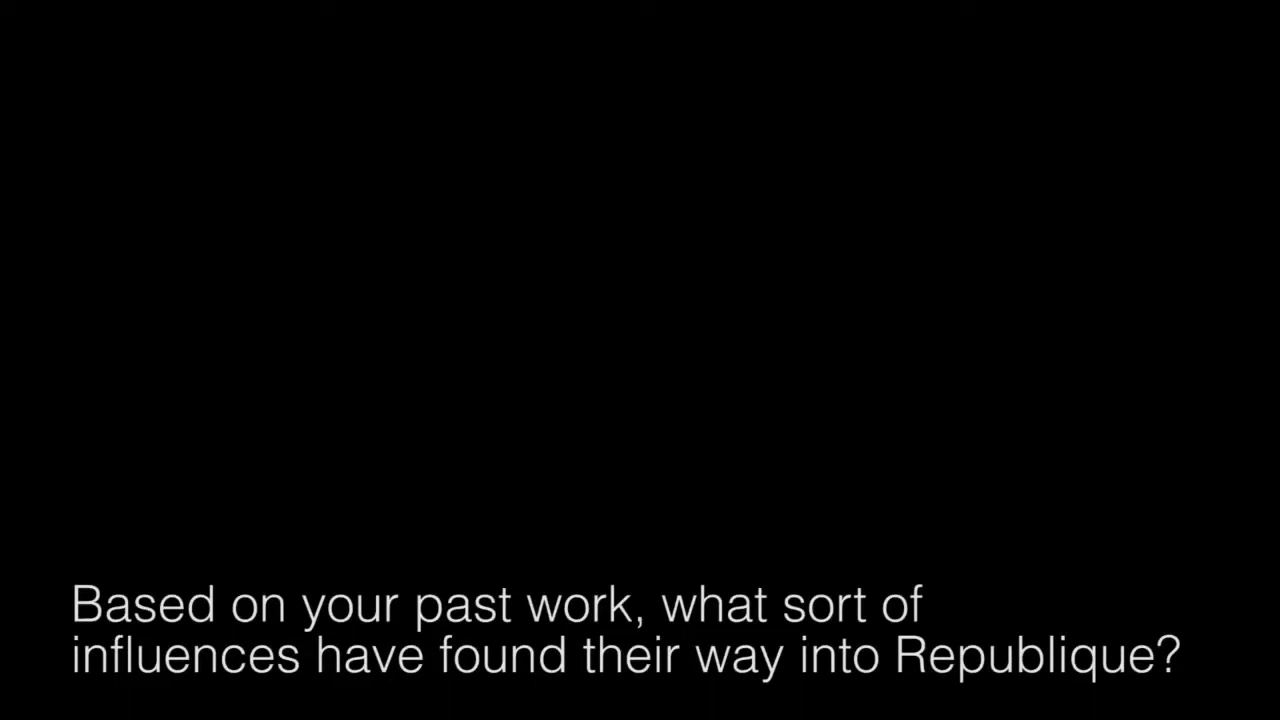 Based on your past work, what sort of
influences have found their way into Republique?